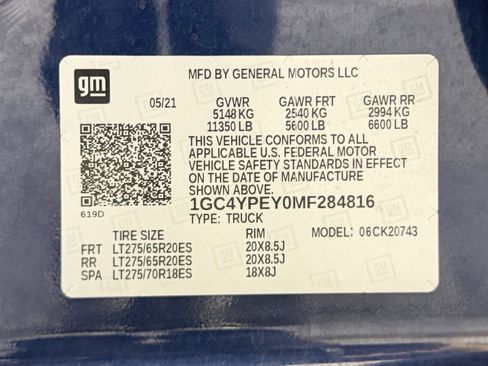 gm
MFD BY GENERAL MOTORS LLC
05/21 GVWR GAWR FRT GAWR RR
5148 KG 2540 KG 2994 KG
11350 LB 5600 LB 6600 LB
THIS VEHICLE CONFORMS TO ALL
APPLICABLE U.S. FEDERAL MOTOR
VEHICLE SAFETY STANDARDS IN EFFECT
ON THE DATE OF MANUFACTURE
SHOWN ABOVE.
1GC4YPEY0MF284816
619D
TYPE: TRUCK
TIRE SIZE RIM MODEL: 06CK20743
FRT LT275/65R20ES 20X8.5J
RR LT275/65R20ES 20X8.5J
SPA LT275/70R18ES 18X8J